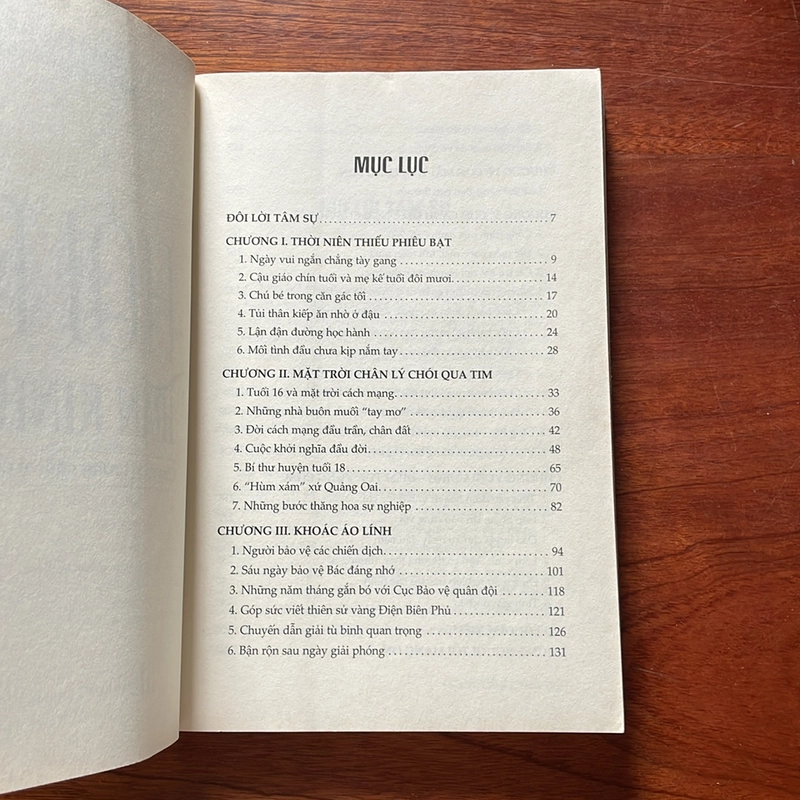 MỤC LỤC
ĐÔI LỜI TÂM SỰ........................................................7
CHƯƠNG I. THỜI NIÊN THIẾU PHIÊU BẠT
1. Ngày vui ngắn chẳng tày gang ........................................ 9
2. Cậu giáo chín tuổi và mẹ kế tuổi đôi mươi........................ 14
3. Chú bé trong căn gác tối ............................................. 17
4. Tủi thân kiếp ăn nhờ ở đậu .......................................... 20
5. Lận đận đường học hành ............................................ 24
6. Mối tình đầu chưa kịp nắm tay ..................................... 28
CHƯƠNG II. MẶT TRỜI CHÂN LÝ CHÓI QUA TIM
1. Tuổi 16 và mặt trời cách mạng....................................... 33
2. Những nhà buôn muối “tay mơ” .................................... 36
3. Đời cách mạng đầu trần, chân đất .................................. 42
4. Cuộc khởi nghĩa đầu đời.............................................. 48
5. Bí thư huyện tuổi 18................................................... 65
6. “Hùm xám” xứ Quảng Oai........................................... 70
7. Những bước thăng hoa sự nghiệp .................................. 82
CHƯƠNG III. KHOÁC ÁO LÍNH
1. Người bảo vệ các chiến dịch.......................................... 94
2. Sáu ngày bảo vệ Bác đáng nhớ ..................................... 101
3. Những năm tháng gắn bó với Cục Bảo vệ quân đội ........... 118
4. Góp sức viết thiên sử vàng Điện Biên Phủ ....................... 121
5. Chuyến dẫn giải tù binh quan trọng ............................... 126
6. Bận rộn sau ngày giải phóng ........................................ 131